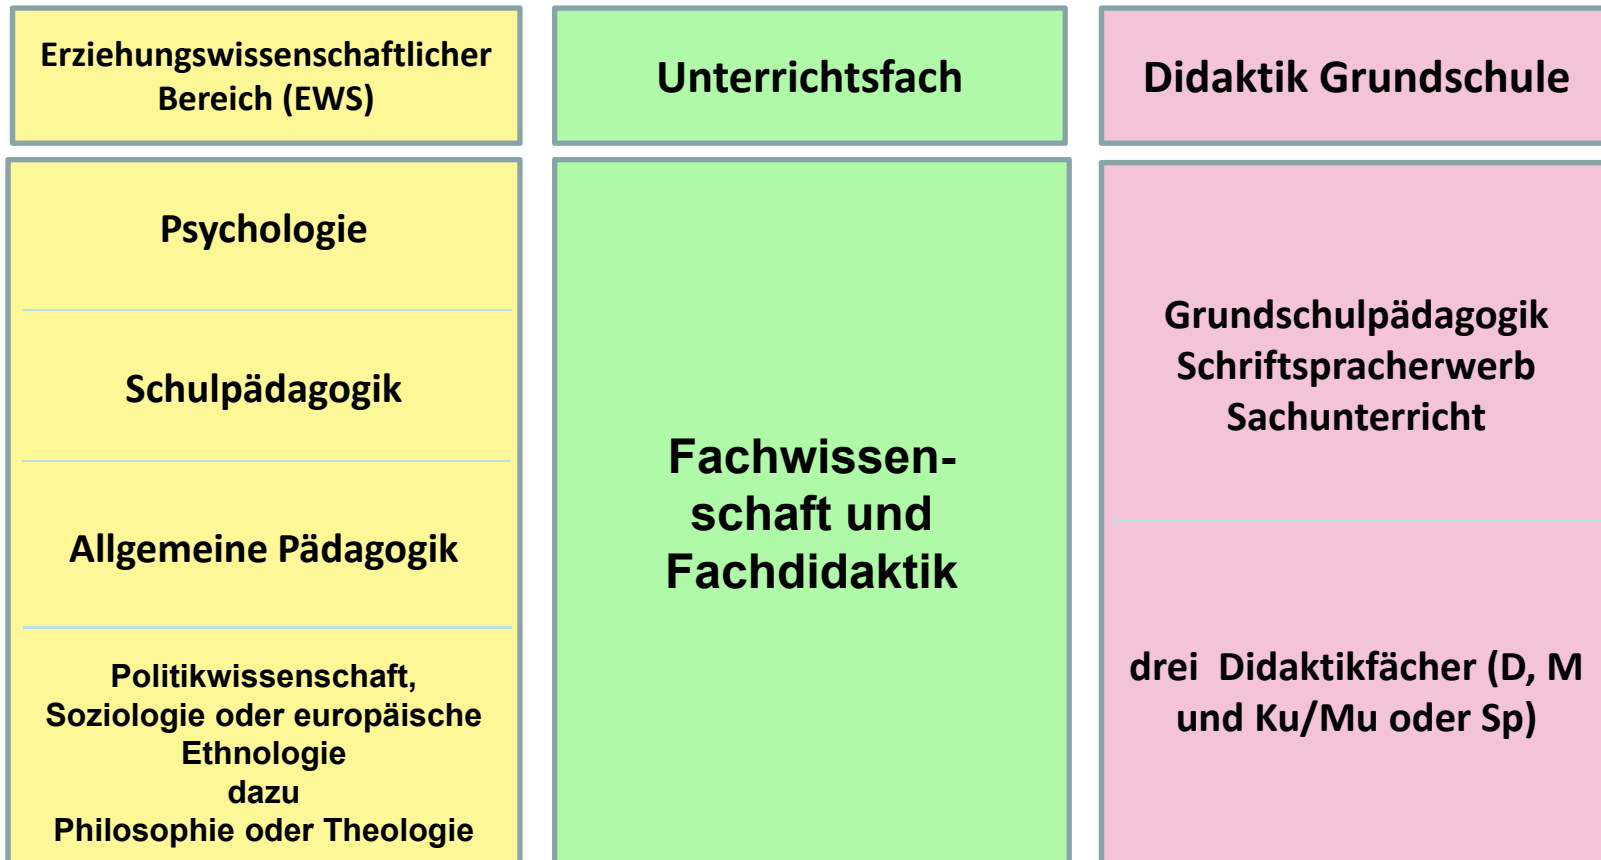 Erziehungswissenschaftlicher
Bereich (EWS)
Psychologie
Schulpädagogik
Allgemeine Pädagogik
Politikwissenschaft,
Soziologie oder europäische
Ethnologie
dazu
Philosophie oder Theologie
Unterrichtsfach
Fachwissen-
schaft und
Fachdidaktik
Didaktik Grundschule
Grundschulpädagogik
Schriftspracherwerb
Sachunterricht
drei Didaktikfächer (D, M
und Ku/Mu oder Sp)